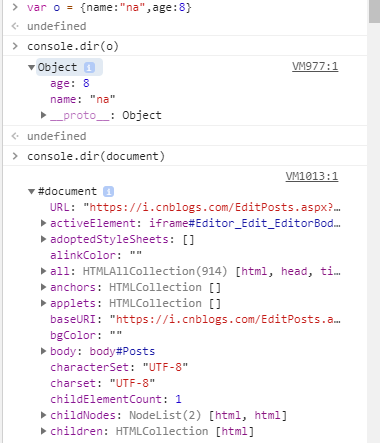 var o = {name:"na",age:8}
undefined
console.dir(o)
Object VM977:1
age: 8
name: "na"
__proto__: Object
undefined
console.dir(document)
VM1013:1
#document
URL: "https://i.cnblogs.com/EditPosts.aspx?…
activeElement: iframe#Editor_Edit_EditorBod…
adoptedStyleSheets: []
alinkColor: ""
all: HTMLAllCollection(914) [html, head, ti…
anchors: HTMLCollection []
applets: HTMLCollection []
baseURI: "https://i.cnblogs.com/EditPosts.a…
bgColor: ""
body: body#Posts
characterSet: "UTF-8"
charset: "UTF-8"
childElementCount: 1
childNodes: NodeList(2) [html, html]
children: HTMLCollection [html]